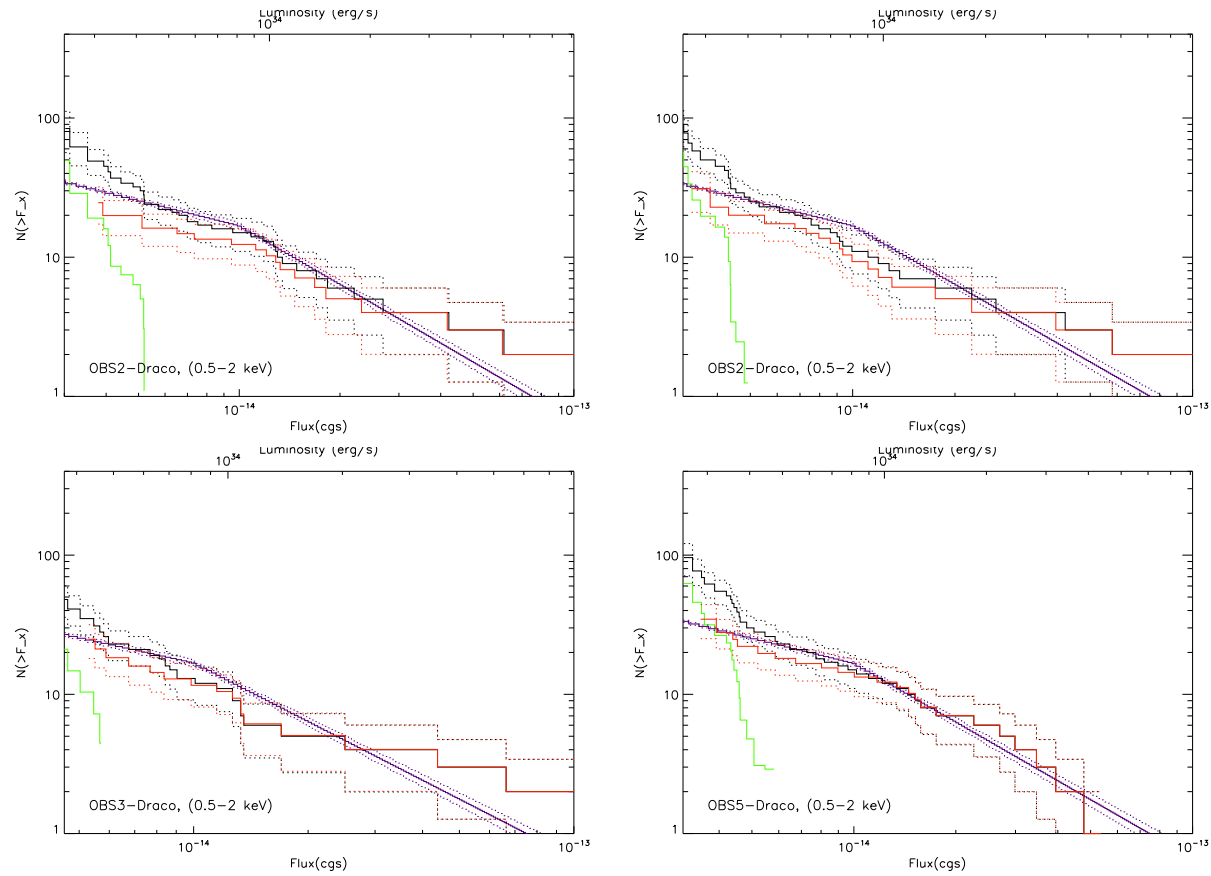 Luminosity (erg/s)
10^34
100
10
1
N(>F_x)
OBS2-Draco, (0.5-2 keV)
10^-14
10^-13
Flux(cgs)
Luminosity (erg/s)
10^34
100
10
1
N(>F_x)
OBS2-Draco, (0.5-2 keV)
10^-14
10^-13
Flux(cgs)
Luminosity (erg/s)
10^34
100
10
1
N(>F_x)
OBS3-Draco, (0.5-2 keV)
10^-14
10^-13
Flux(cgs)
Luminosity (erg/s)
10^34
100
10
1
N(>F_x)
OBS5-Draco, (0.5-2 keV)
10^-14
10^-13
Flux(cgs)